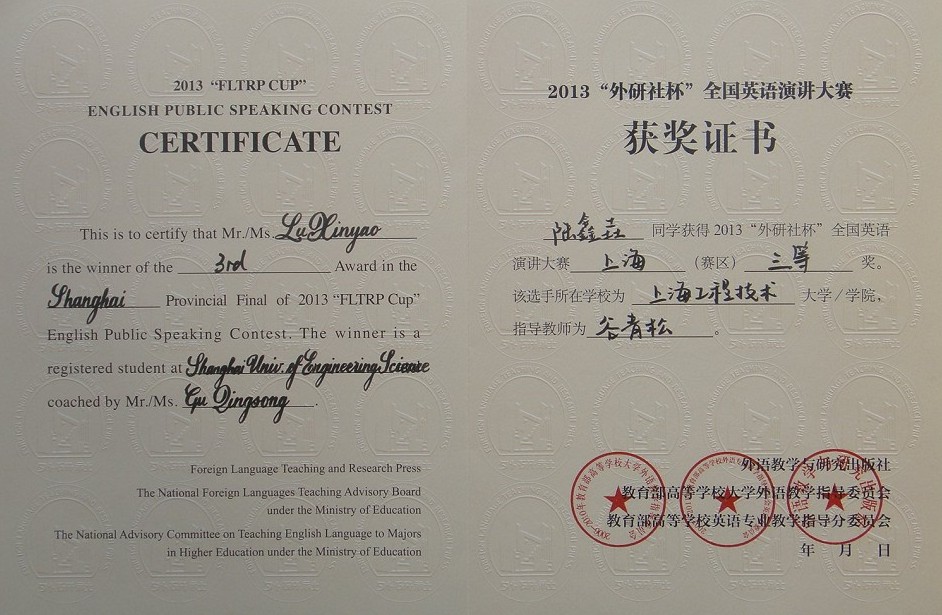 2013 “FLTRP CUP”
ENGLISH PUBLIC SPEAKING CONTEST
CERTIFICATE
This is to certify that Mr./Ms. Lu Xinyao
is the winner of the 3rd Award in the
Shanghai Provincial Final of 2013 “FLTRP Cup”
English Public Speaking Contest. The winner is a
registered student at Shanghai Univ. of Engineering Science
coached by Mr./Ms. Gu Qingsong.
Foreign Language Teaching and Research Press
The National Foreign Languages Teaching Advisory Board
under the Ministry of Education
The National Advisory Committee on Teaching English Language to Majors
in Higher Education under the Ministry of Education
2013“外研社杯”全国英语演讲大赛
获奖证书
陆鑫垚 同学获得 2013“外研社杯”全国英语
演讲大赛 上海 （赛区） 三等 奖。
该选手所在学校为 上海工程技术 大学/学院，
指导教师为 谷青松 。
外语教学与研究出版社
教育部高等学校大学外语教学指导委员会
教育部高等学校英语专业教学指导分委员会
年 月 日